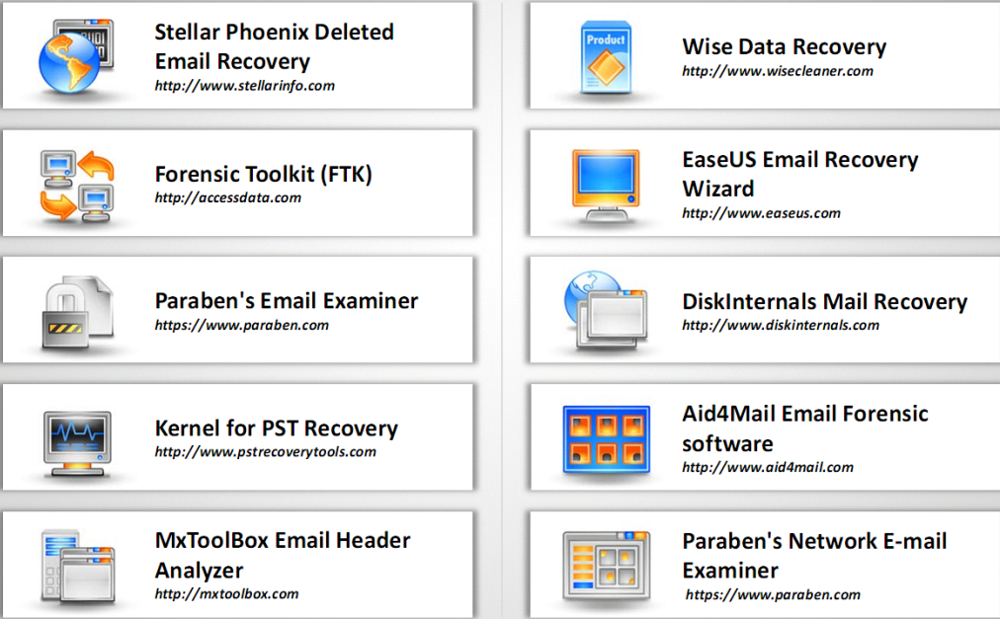 Stellar Phoenix Deleted
Email Recovery
http://www.stellarinfo.com
Forensic Toolkit (FTK)
http://accessdata.com
Paraben's Email Examiner
https://www.paraben.com
Kernel for PST Recovery
http://www.pstrecoverytools.com
MxToolBox Email Header
Analyzer
http://mxtoolbox.com
Product
Wise Data Recovery
http://www.wisecleaner.com
EaseUS Email Recovery
Wizard
http://www.easeus.com
DiskInternals Mail Recovery
http://www.diskinternals.com
Aid4Mail Email Forensic
software
http://www.aid4mail.com
Paraben's Network E-mail
Examiner
https://www.paraben.com